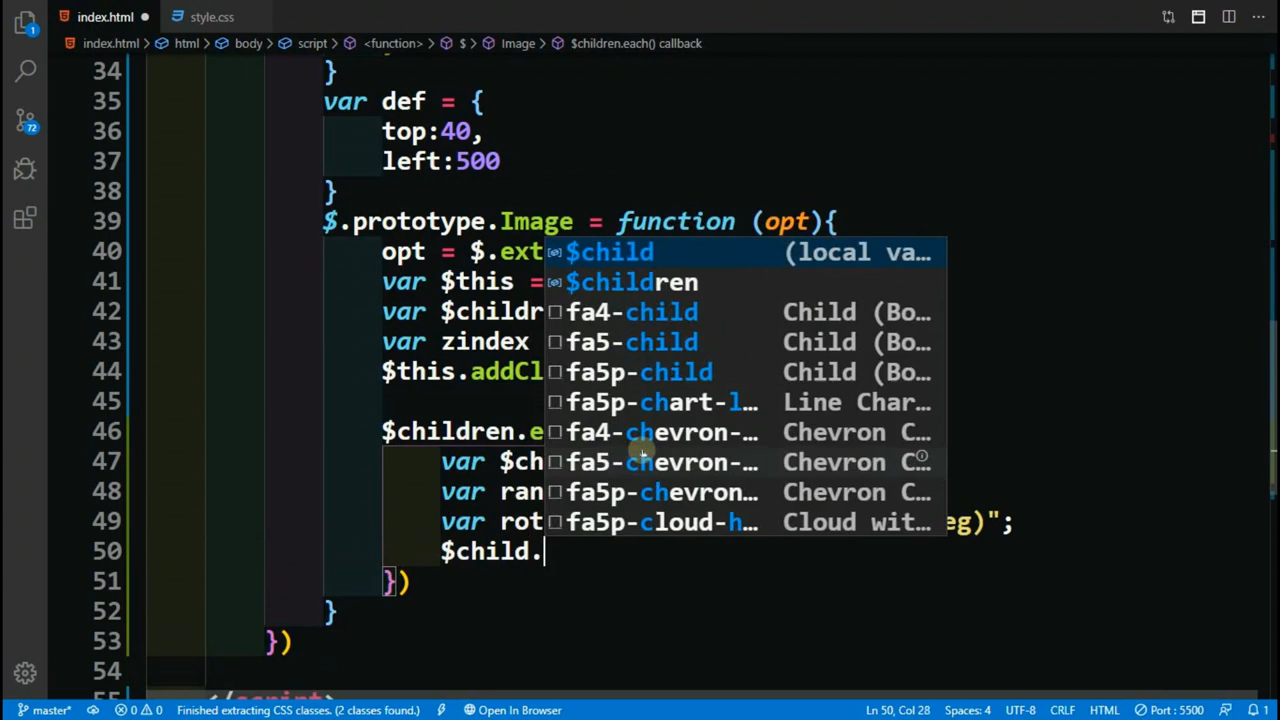 index.html
style.css
index.html > html > body > script > <function> > $ > Image > $children.each() callback
34 }
35 var def = {
36 top:40,
37 left:500
38 }
39 $.prototype.Image = function (opt){
40 opt = $.ext
41 var $this =
42 var $childr
43 var zindex
44 $this.addCl
45
46 $children.e
47 var $ch
48 var ran
49 var rot eg)";
50 $child.
51 })
52 }
53 })
54
$child (local va…
$children
fa4-child Child (Bo…
fa5-child Child (Bo…
fa5p-child Child (Bo…
fa5p-chart-l… Line Char…
fa4-chevron-… Chevron C…
fa5-chevron-… Chevron C…
fa5p-chevron… Chevron C…
fa5p-cloud-h… Cloud wit…
1
72
master* 0 0 Finished extracting CSS classes. (2 classes found.) Open In Browser Ln 50, Col 28 Spaces: 4 UTF-8 CRLF HTML Port : 5500 1